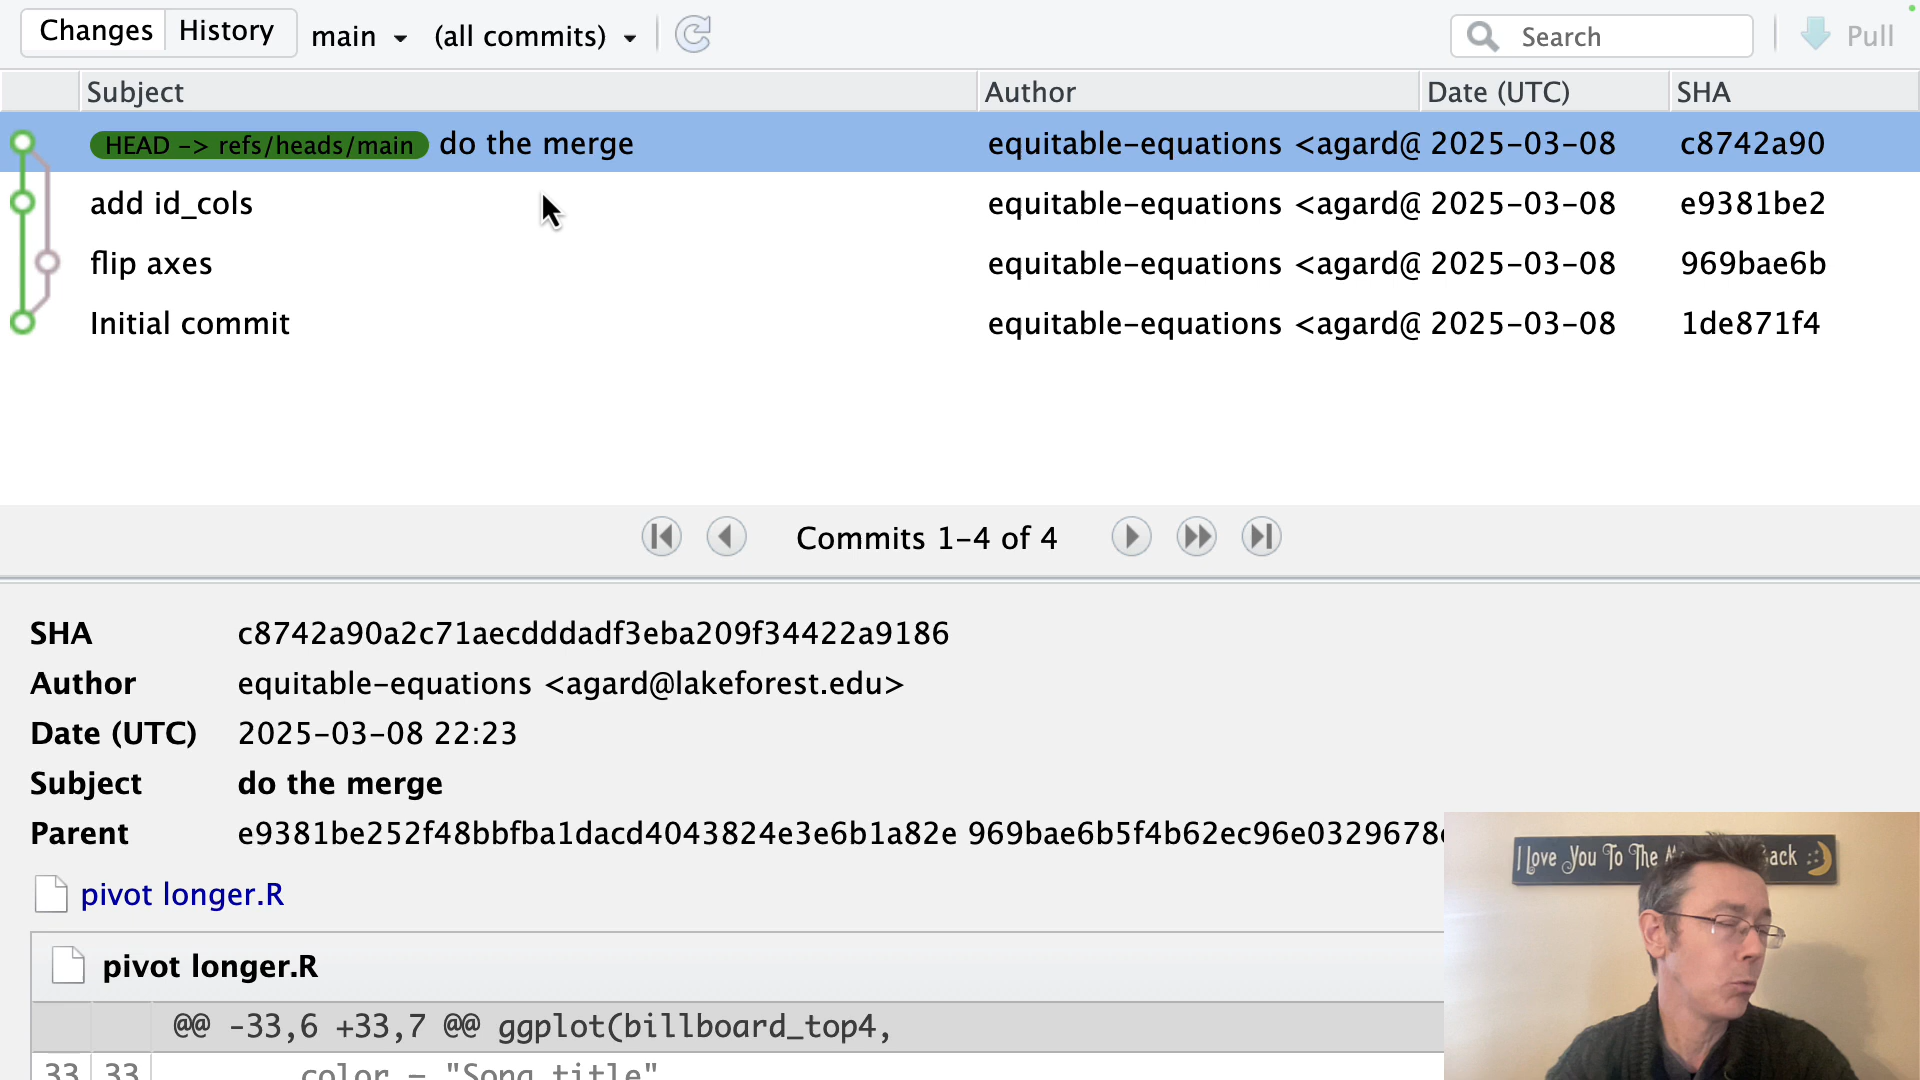 Changes History main (all commits) Search Pull
Subject Author Date (UTC) SHA
HEAD -> refs/heads/main do the merge equitable-equations <agard@ 2025-03-08 c8742a90
add id_cols equitable-equations <agard@ 2025-03-08 e9381be2
flip axes equitable-equations <agard@ 2025-03-08 969bae6b
Initial commit equitable-equations <agard@ 2025-03-08 1de871f4
Commits 1-4 of 4
SHA c8742a90a2c71aecdddadf3eba209f34422a9186
Author equitable-equations <agard@lakeforest.edu>
Date (UTC) 2025-03-08 22:23
Subject do the merge
Parent e9381be252f48bbfba1dacd4043824e3e6b1a82e 969bae6b5f4b62ec96e0329678
I love You To The ack
pivot longer.R
pivot longer.R
@@ -33,6 +33,7 @@ ggplot(billboard_top4,
33 33 color = "Song title"